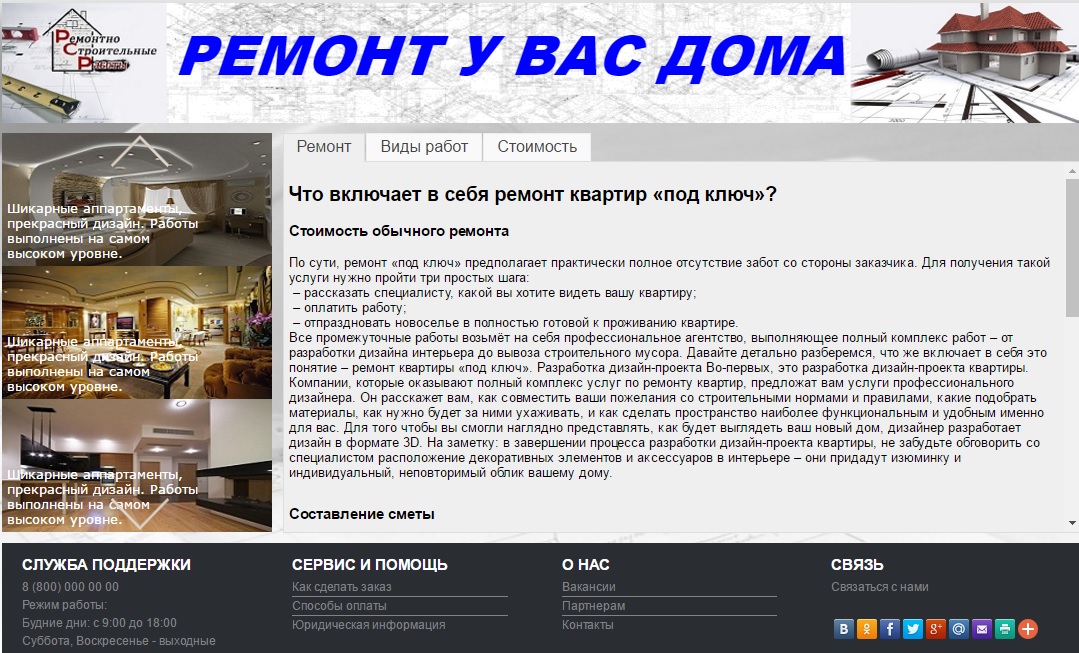 Ремонтно
Строительные
Работы
РЕМОНТ У ВАС ДОМА
Шикарные аппартаменты,
прекрасный дизайн. Работы
выполнены на самом
высоком уровне.
Шикарные аппартаменты,
прекрасный дизайн. Работы
выполнены на самом
высоком уровне.
Шикарные аппартаменты,
прекрасный дизайн. Работы
выполнены на самом
высоком уровне.
Ремонт Виды работ Стоимость
Что включает в себя ремонт квартир «под ключ»?
Стоимость обычного ремонта
По сути, ремонт «под ключ» предполагает практически полное отсутствие забот со стороны заказчика. Для получения такой
услуги нужно пройти три простых шага:
– рассказать специалисту, какой вы хотите видеть вашу квартиру;
– оплатить работу;
– отпраздновать новоселье в полностью готовой к проживанию квартире.
Все промежуточные работы возьмёт на себя профессиональное агентство, выполняющее полный комплекс работ – от
разработки дизайна интерьера до вывоза строительного мусора. Давайте детально разберемся, что же включает в себя это
понятие – ремонт квартиры «под ключ». Разработка дизайн-проекта Во-первых, это разработка дизайн-проекта квартиры.
Компании, которые оказывают полный комплекс услуг по ремонту квартир, предложат вам услуги профессионального
дизайнера. Он расскажет вам, как совместить ваши пожелания со строительными нормами и правилами, какие подобрать
материалы, как нужно будет за ними ухаживать, и как сделать пространство наиболее функциональным и удобным именно
для вас. Для того чтобы вы смогли наглядно представлять, как будет выглядеть ваш новый дом, дизайнер разработает
дизайн в формате 3D. На заметку: в завершении процесса разработки дизайн-проекта квартиры, не забудьте обговорить со
специалистом расположение декоративных элементов и аксессуаров в интерьере – они придадут изюминку и
индивидуальный, неповторимый облик вашему дому.
Составление сметы
СЛУЖБА ПОДДЕРЖКИ
8 (800) 000 00 00
Режим работы:
Будние дни: с 9:00 до 18:00
Суббота, Воскресенье - выходные
СЕРВИС И ПОМОЩЬ
Как сделать заказ
Способы оплаты
Юридическая информация
О НАС
Вакансии
Партнерам
Контакты
СВЯЗЬ
Связаться с нами